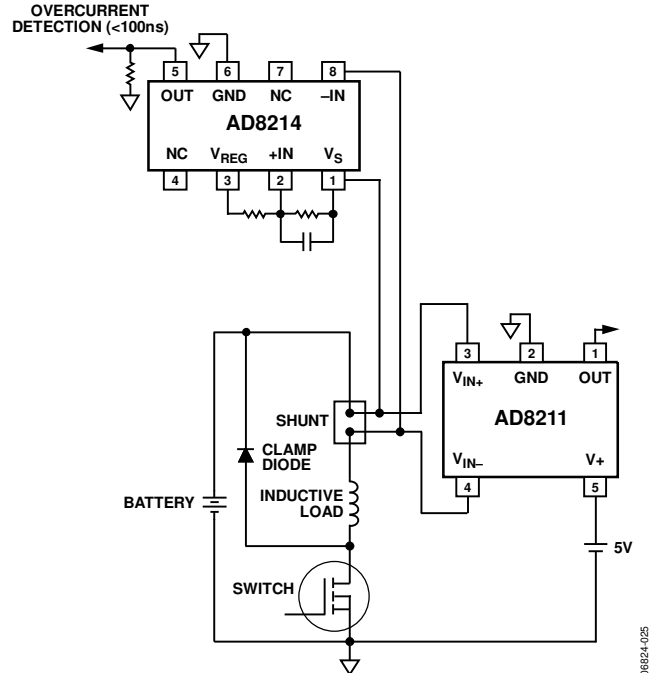 OVERCURRENT
DETECTION (<100ns)
5 6 7 8
OUT GND NC –IN
AD8214
NC VREG +IN VS
4 3 2 1
3 2 1
VIN+ GND OUT
AD8211
VIN– V+
4 5
SHUNT
CLAMP
DIODE
INDUCTIVE
LOAD
BATTERY
5V
SWITCH
06824-025